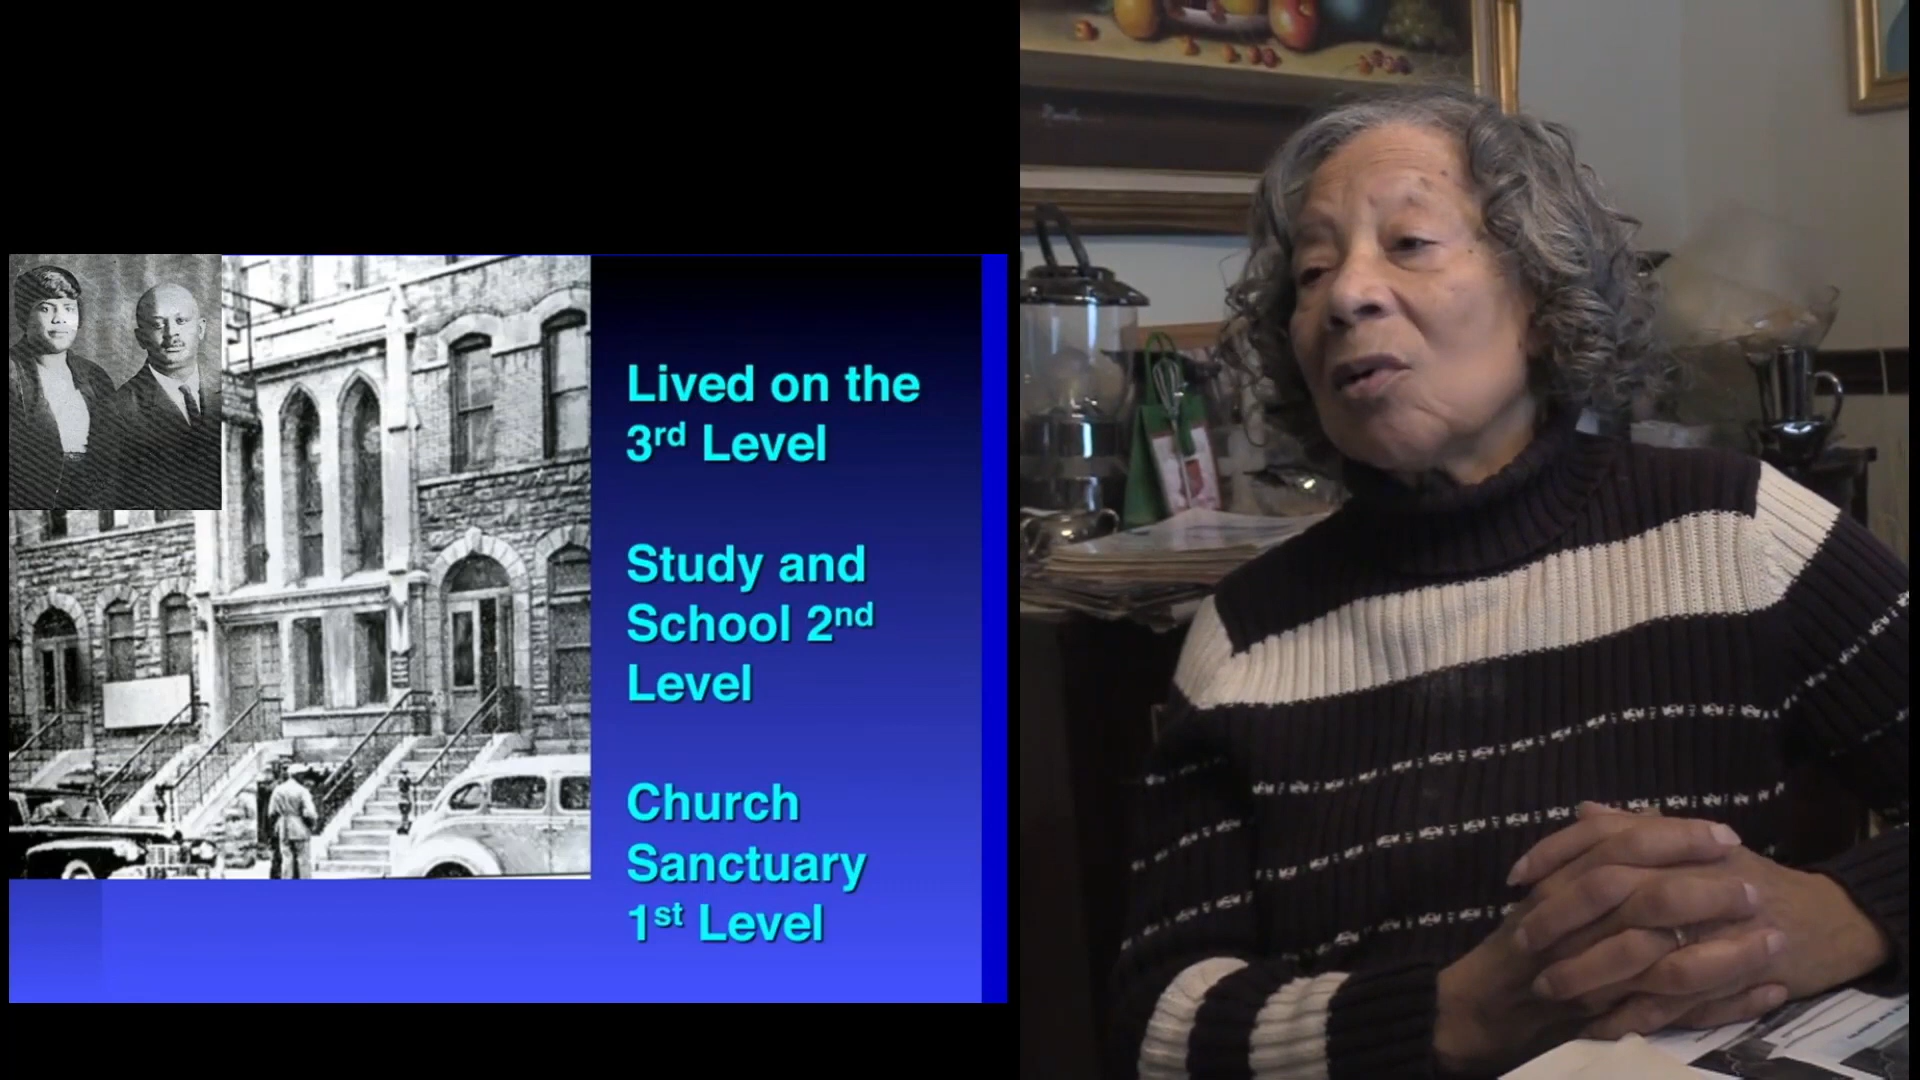 Lived on the
3rd Level
Study and
School 2nd
Level
Church
Sanctuary
1st Level